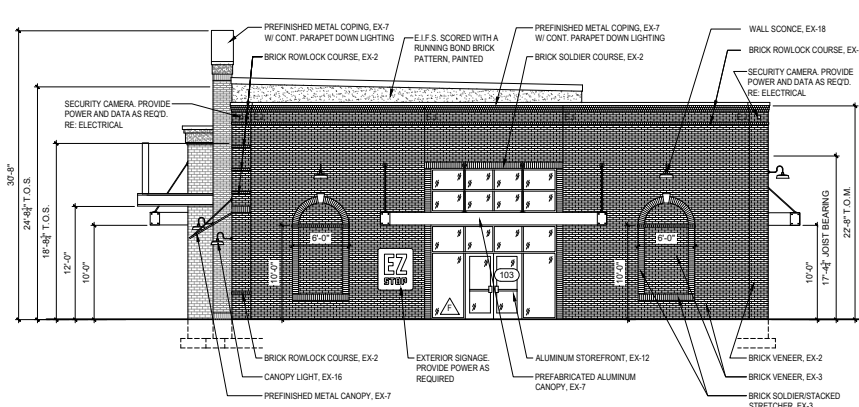 PREFINISHED METAL COPING, EX-7
W/ CONT. PARAPET DOWN LIGHTING
BRICK ROWLOCK COURSE, EX-2
E.I.F.S. SCORED WITH A
RUNNING BOND BRICK
PATTERN, PAINTED
PREFINISHED METAL COPING, EX-7
W/ CONT. PARAPET DOWN LIGHTING
BRICK SOLDIER COURSE, EX-2
WALL SCONCE, EX-18
BRICK ROWLOCK COURSE, EX-
SECURITY CAMERA. PROVIDE
POWER AND DATA AS REQ'D.
RE: ELECTRICAL
SECURITY CAMERA. PROVIDE
POWER AND DATA AS REQ'D.
RE: ELECTRICAL
E.J.
E.J.
E.J.
E.J.
30'-8"
24'-8 3/4" T.O.S.
18'-8 3/4" T.O.S.
12'-0"
10'-0"
6'-0"
10'-0"
EZ
STOP
103
F
6'-0"
10'-0"
10'-0"
17'-4 3/4" JOIST BEARING
22'-8" T.O.M.
BRICK ROWLOCK COURSE, EX-2
CANOPY LIGHT, EX-16
PREFINISHED METAL CANOPY, EX-7
EXTERIOR SIGNAGE.
PROVIDE POWER AS
REQUIRED
ALUMINUM STOREFRONT, EX-12
PREFABRICATED ALUMINUM
CANOPY, EX-7
BRICK VENEER, EX-2
BRICK VENEER, EX-3
BRICK SOLDIER/STACKED
STRETCHER, EX-3